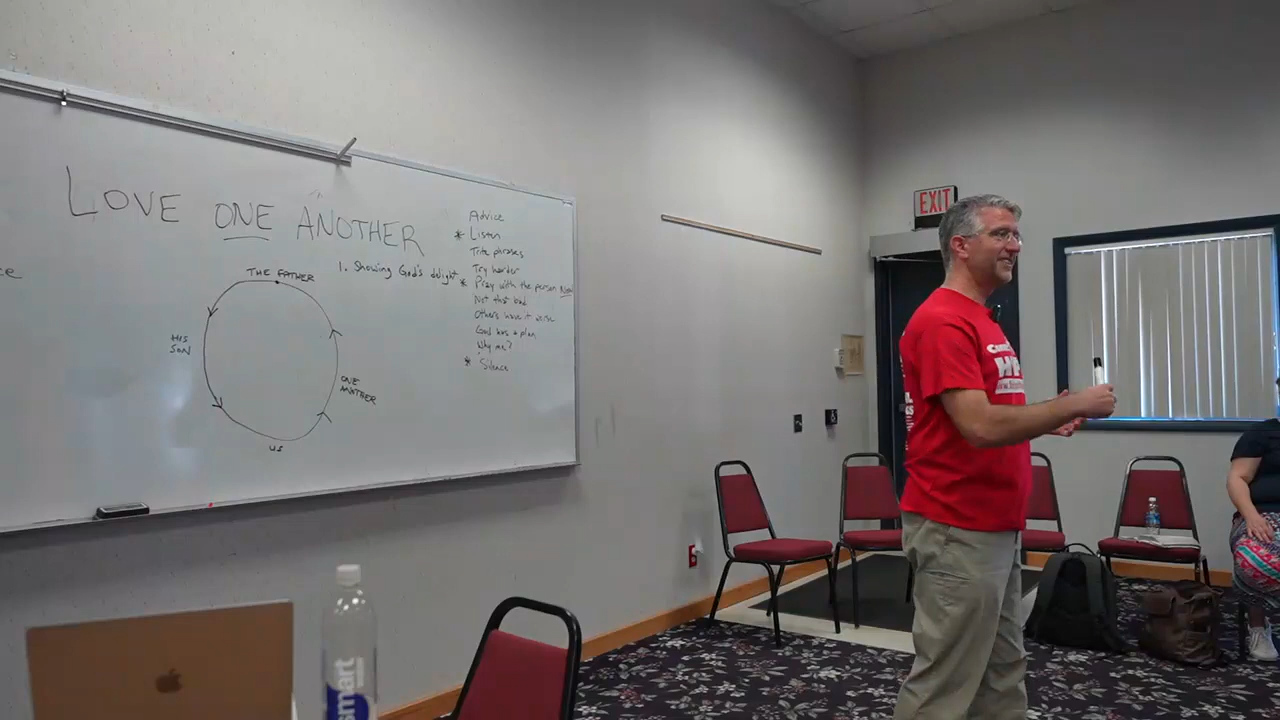 LOVE ONE ANOTHER
1. Showing God's delight
THE FATHER
HIS
SON
ONE
ANOTHER
US
Advice
* Listen
Trite phrases
Try harder
* Pray with the person Now
Not that bad
Others have it worse
God has a plan
Why me?
* Silence
EXIT
smart